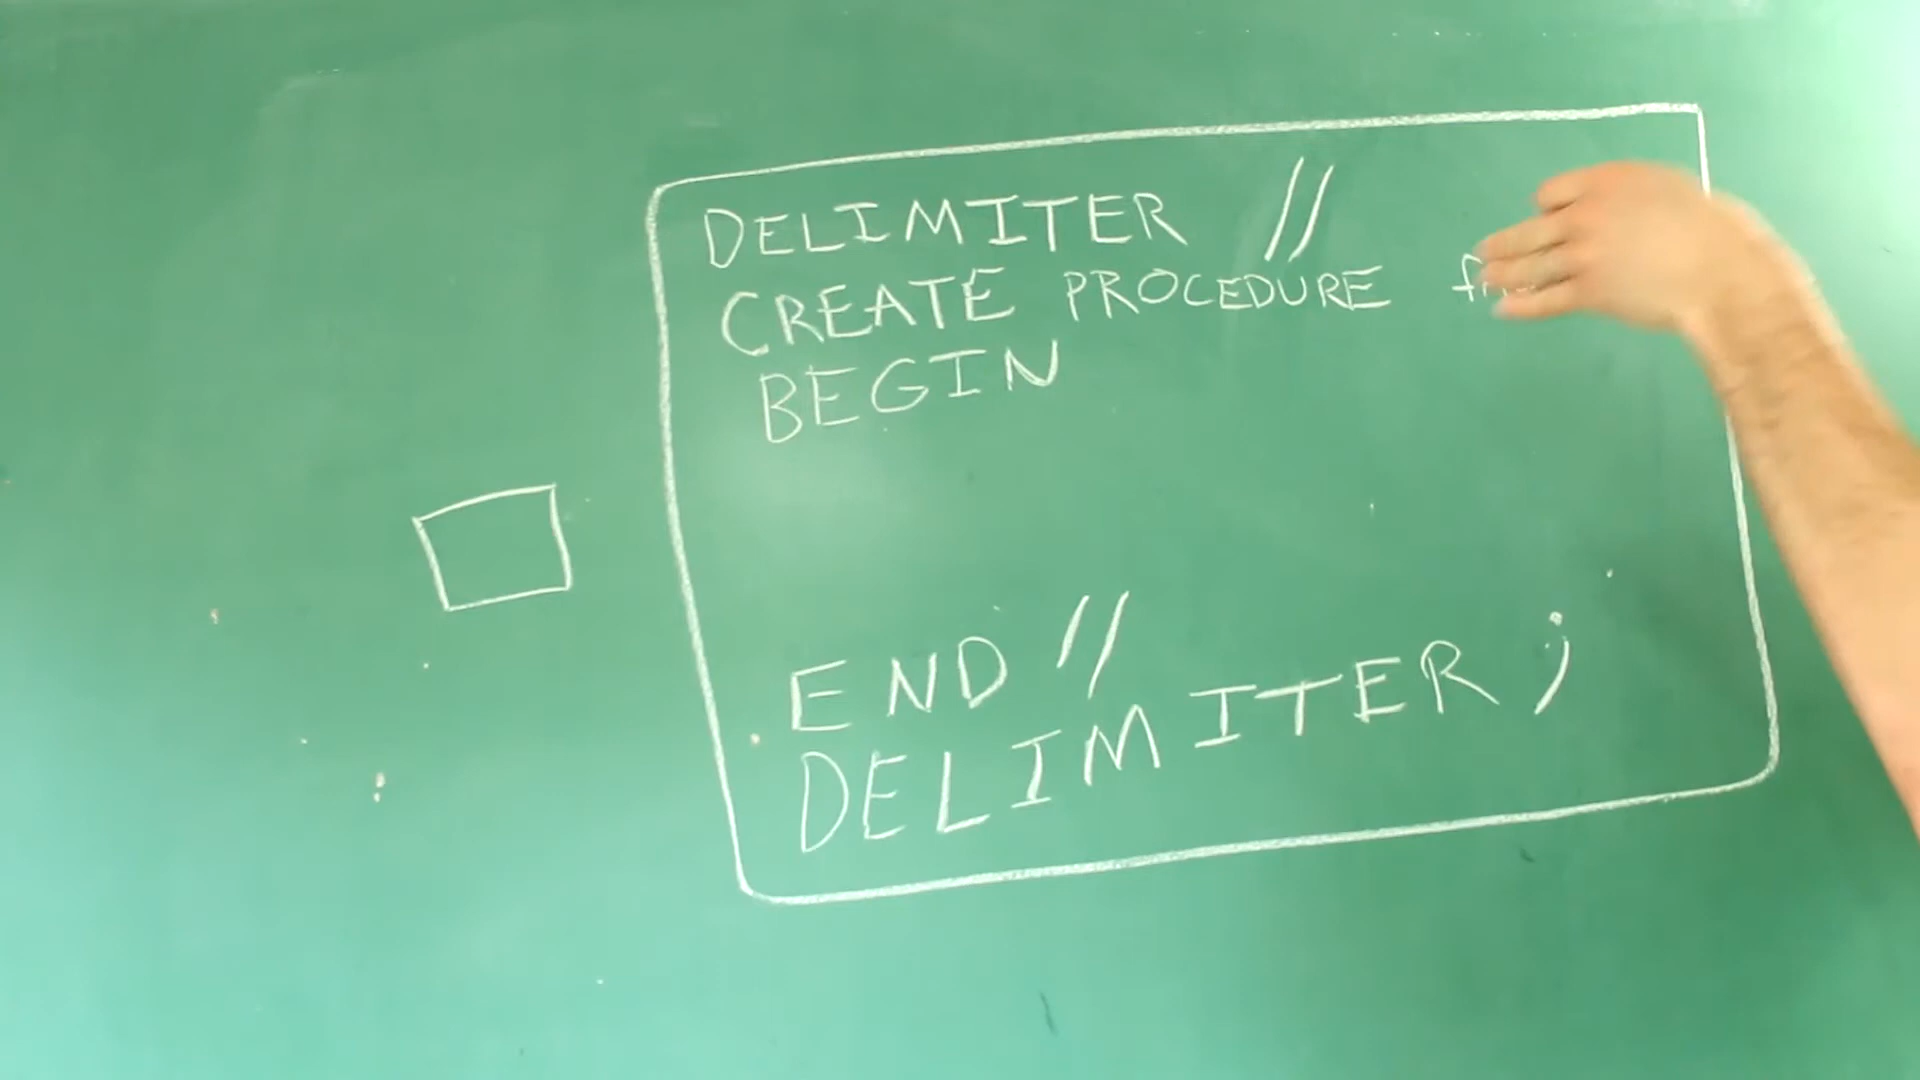 DELIMITER //
CREATE PROCEDURE
BEGIN
END //
DELIMITER ;